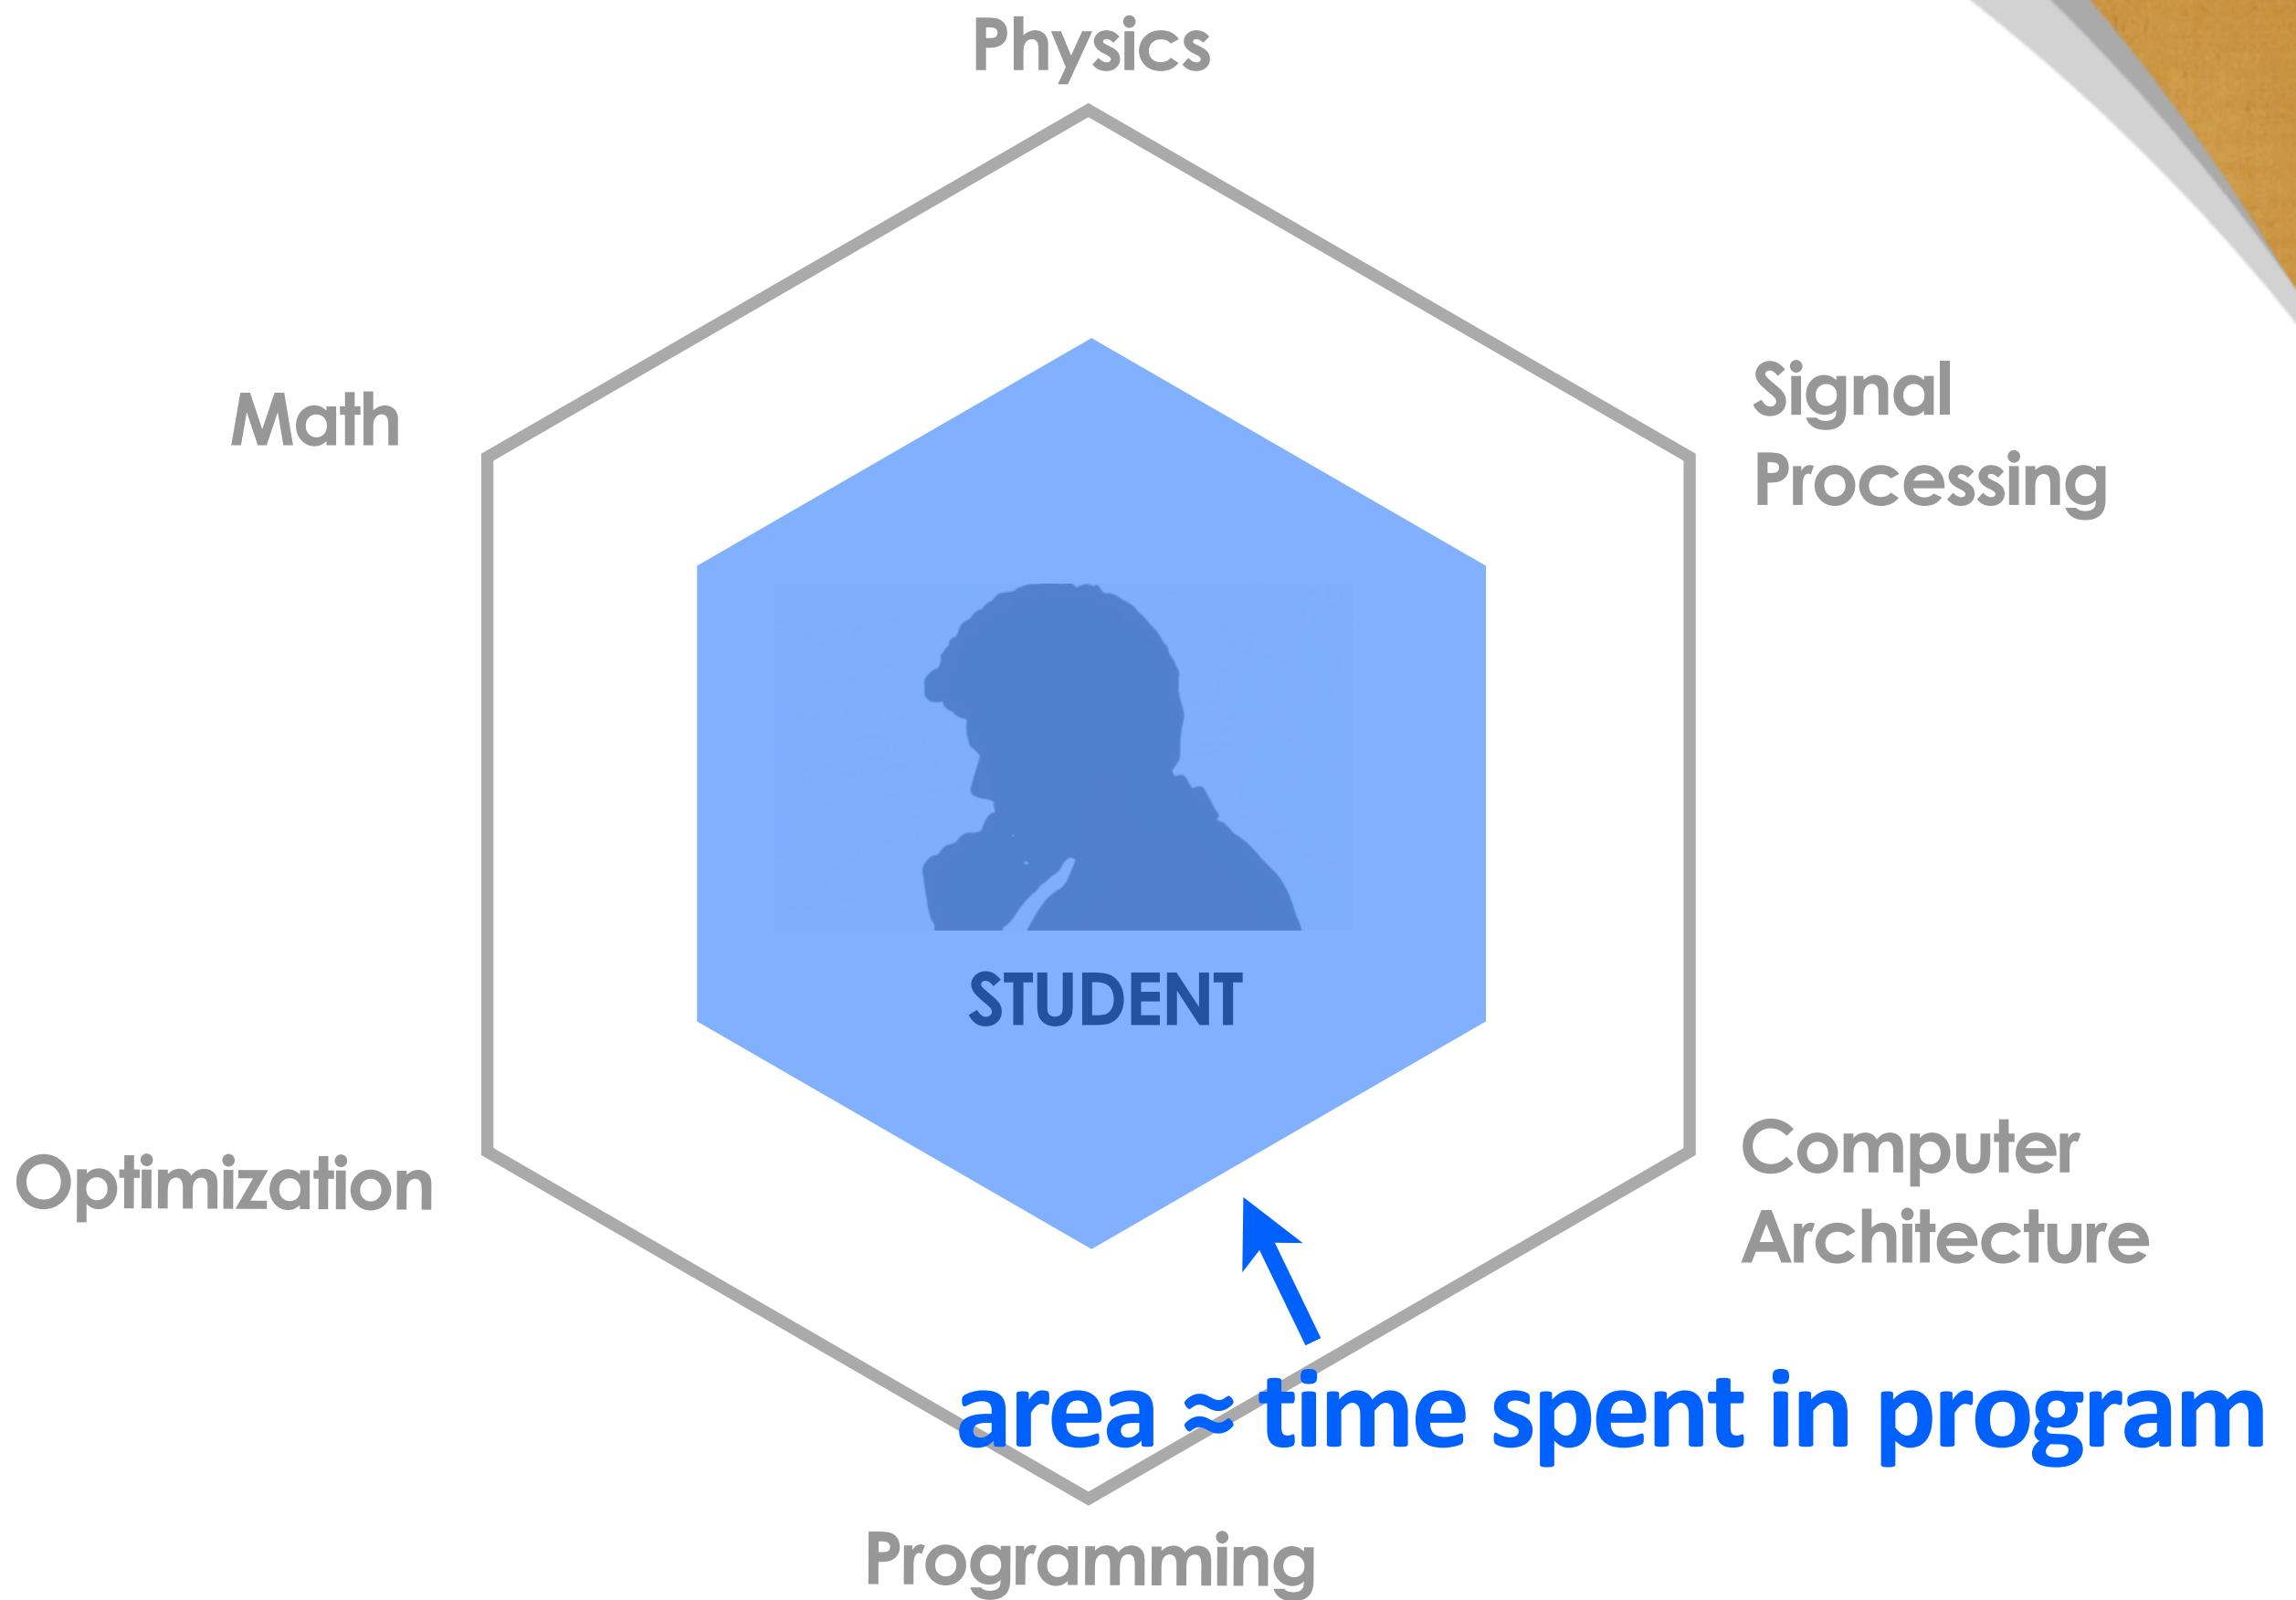 Physics
Math
Signal
Processing
STUDENT
Optimization
Computer
Architecture
area ≈ time spent in program
Programming